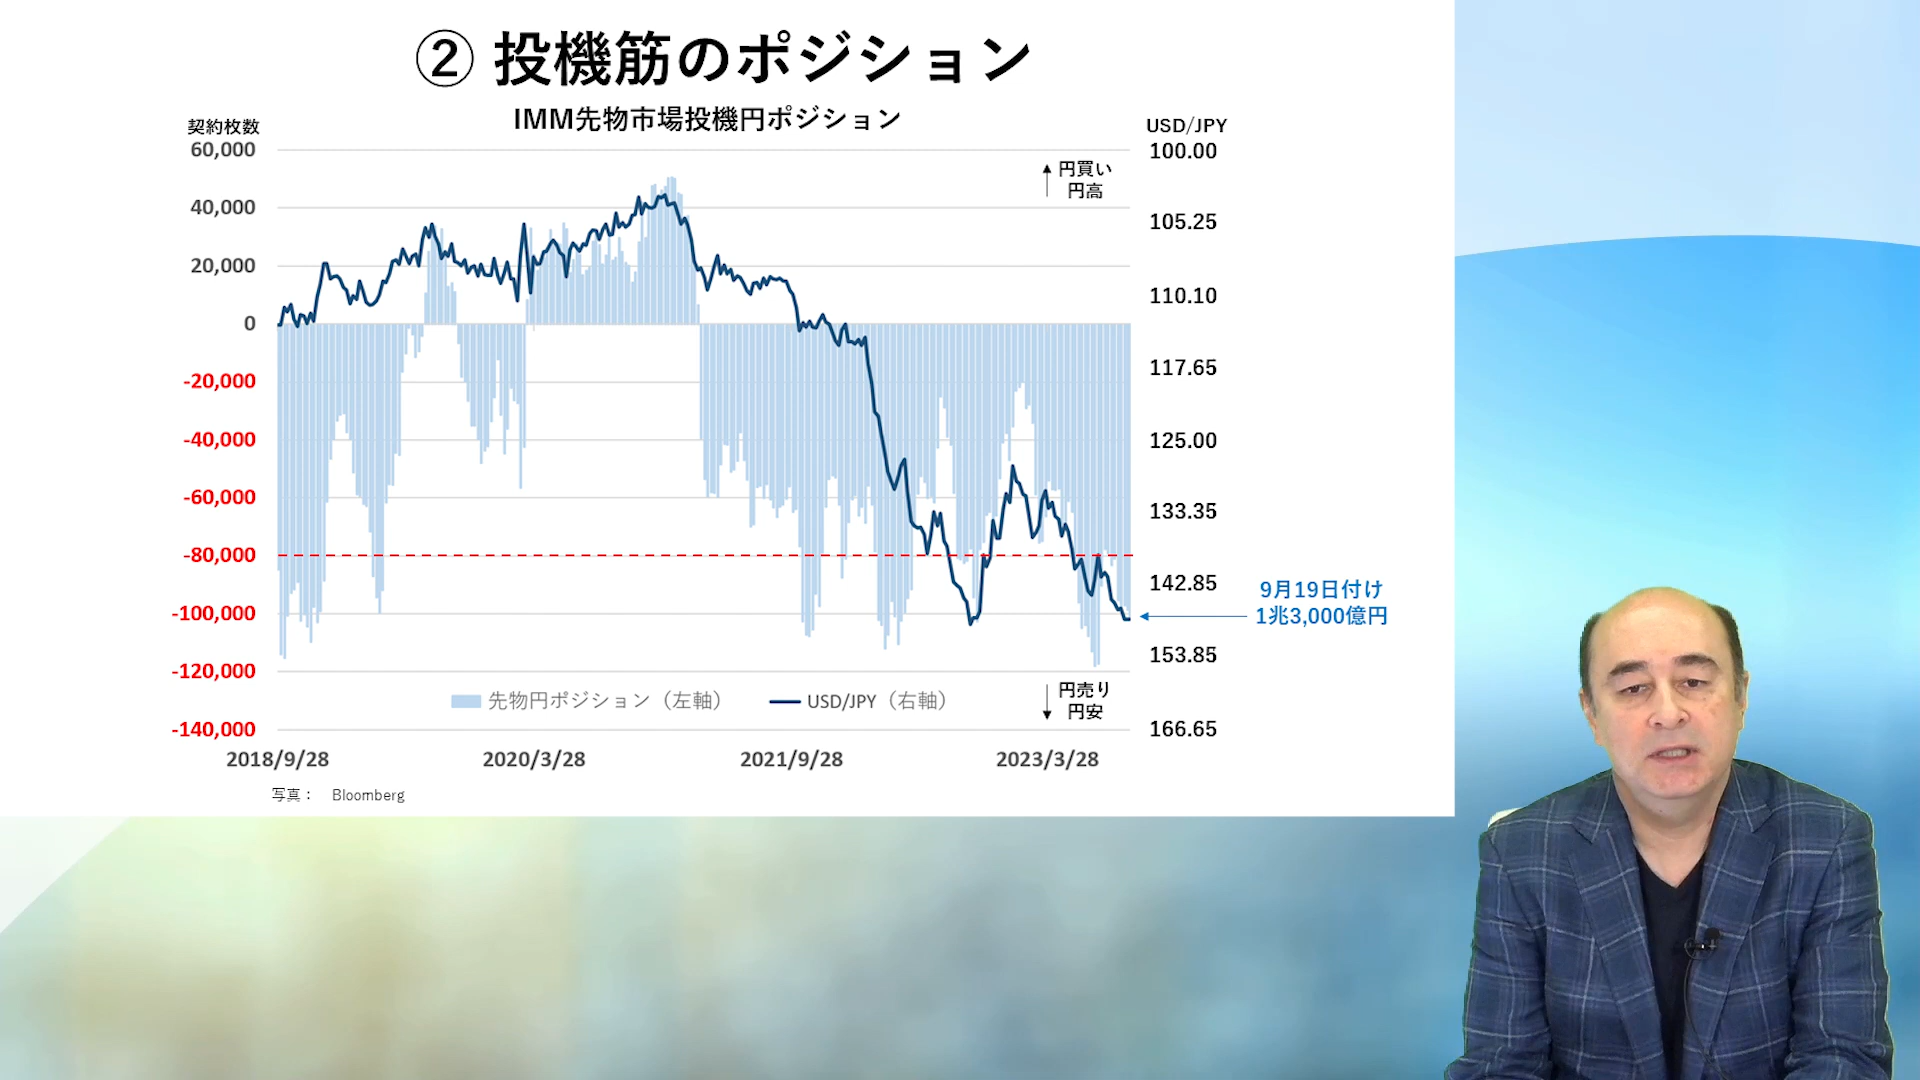 ② 投機筋のポジション
IMM先物市場投機円ポジション
契約枚数
USD/JPY
60,000
40,000
20,000
0
-20,000
-40,000
-60,000
-80,000
-100,000
-120,000
-140,000
100.00
105.25
110.10
117.65
125.00
133.35
142.85
153.85
166.65
円買い
円高
9月19日付け
1兆3,000億円
円売り
円安
先物円ポジション（左軸）
USD/JPY（右軸）
2018/9/28
2020/3/28
2021/9/28
2023/3/28
写真： Bloomberg